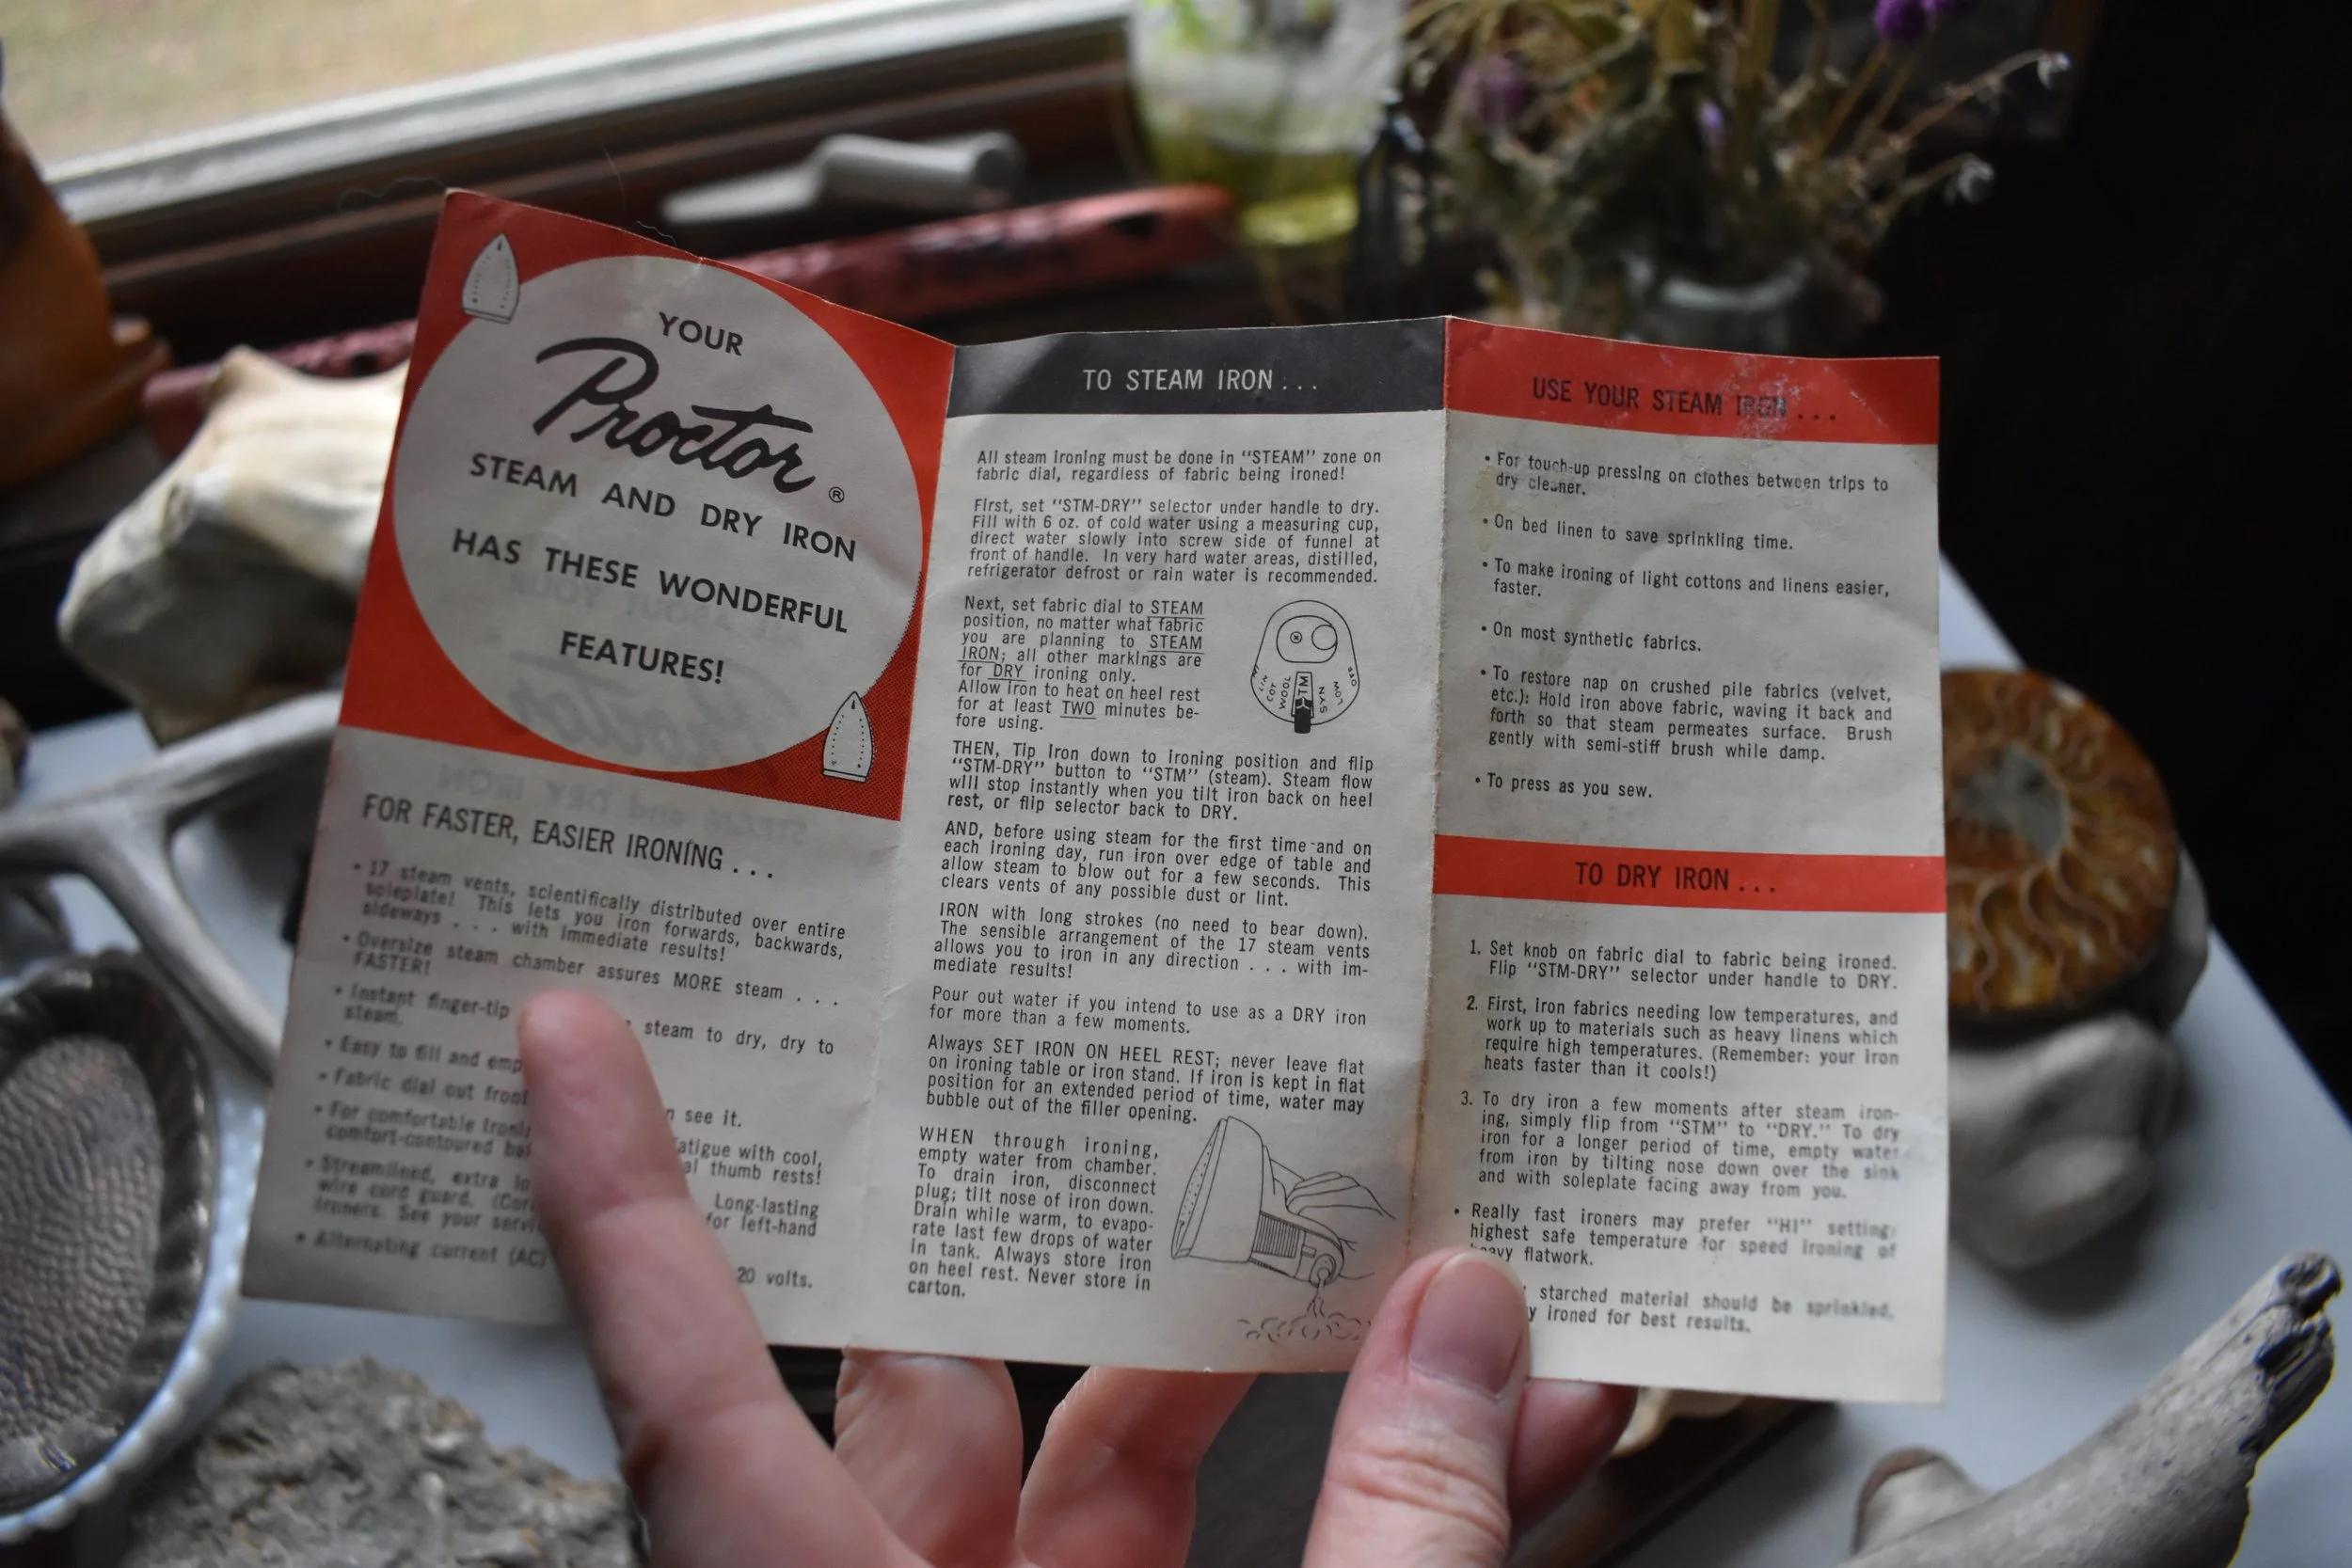 YOUR
Proctor®
STEAM AND DRY IRON
HAS THESE WONDERFUL
FEATURES!
FOR FASTER, EASIER IRONING . . .
• 17 steam vents, scientifically distributed over entire
soleplate! This lets you iron forwards, backwards,
sideways . . . with immediate results!
• Oversize steam chamber assures MORE steam . . .
FASTER!
• Instant finger-tip steam to dry, dry to
steam.
• Easy to fill and
• Fabric dial out front see it.
• For comfortable fatigue with cool,
comfort-contoured thumb rests!
• Streamlined, extra Long-lasting
wire cord guard. for left-hand
ironers. See your
• Alternating current (AC) volts.
TO STEAM IRON . . .
All steam ironing must be done in "STEAM" zone on
fabric dial, regardless of fabric being ironed!
First, set "STM-DRY" selector under handle to dry.
Fill with 6 oz. of cold water using a measuring cup,
direct water slowly into screw side of funnel at
front of handle. In very hard water areas, distilled,
refrigerator defrost or rain water is recommended.
Next, set fabric dial to STEAM
position, no matter what fabric
you are planning to STEAM
IRON; all other markings are
for DRY ironing only.
Allow iron to heat on heel rest
for at least TWO minutes be-
fore using.
LIN COT WOOL STM SYN
THEN, Tip Iron down to ironing position and flip
"STM-DRY" button to "STM" (steam). Steam flow
will stop instantly when you tilt iron back on heel
rest, or flip selector back to DRY.
AND, before using steam for the first time and on
each ironing day, run iron over edge of table and
allow steam to blow out for a few seconds. This
clears vents of any possible dust or lint.
IRON with long strokes (no need to bear down).
The sensible arrangement of the 17 steam vents
allows you to iron in any direction . . . with im-
mediate results!
Pour out water if you intend to use as a DRY iron
for more than a few moments.
Always SET IRON ON HEEL REST; never leave flat
on ironing table or iron stand. If iron is kept in flat
position for an extended period of time, water may
bubble out of the filler opening.
WHEN through ironing,
empty water from chamber.
To drain iron, disconnect
plug; tilt nose of iron down.
Drain while warm, to evapo-
rate last few drops of water
in tank. Always store iron
on heel rest. Never store in
carton.
USE YOUR STEAM IRON . . .
• For touch-up pressing on clothes between trips to
dry cleaner.
• On bed linen to save sprinkling time.
• To make ironing of light cottons and linens easier,
faster.
• On most synthetic fabrics.
• To restore nap on crushed pile fabrics (velvet,
etc.): Hold iron above fabric, waving it back and
forth so that steam permeates surface. Brush
gently with semi-stiff brush while damp.
• To press as you sew.
TO DRY IRON . . .
1. Set knob on fabric dial to fabric being ironed.
Flip "STM-DRY" selector under handle to DRY.
2. First, iron fabrics needing low temperatures, and
work up to materials such as heavy linens which
require high temperatures. (Remember: your iron
heats faster than it cools!)
3. To dry iron a few moments after steam iron-
ing, simply flip from "STM" to "DRY." To dry
iron for a longer period of time, empty water
from iron by tilting nose down over the sink
and with soleplate facing away from you.
• Really fast ironers may prefer "HI" setting:
highest safe temperature for speed ironing of
heavy flatwork.
starched material should be sprinkled,
ironed for best results.